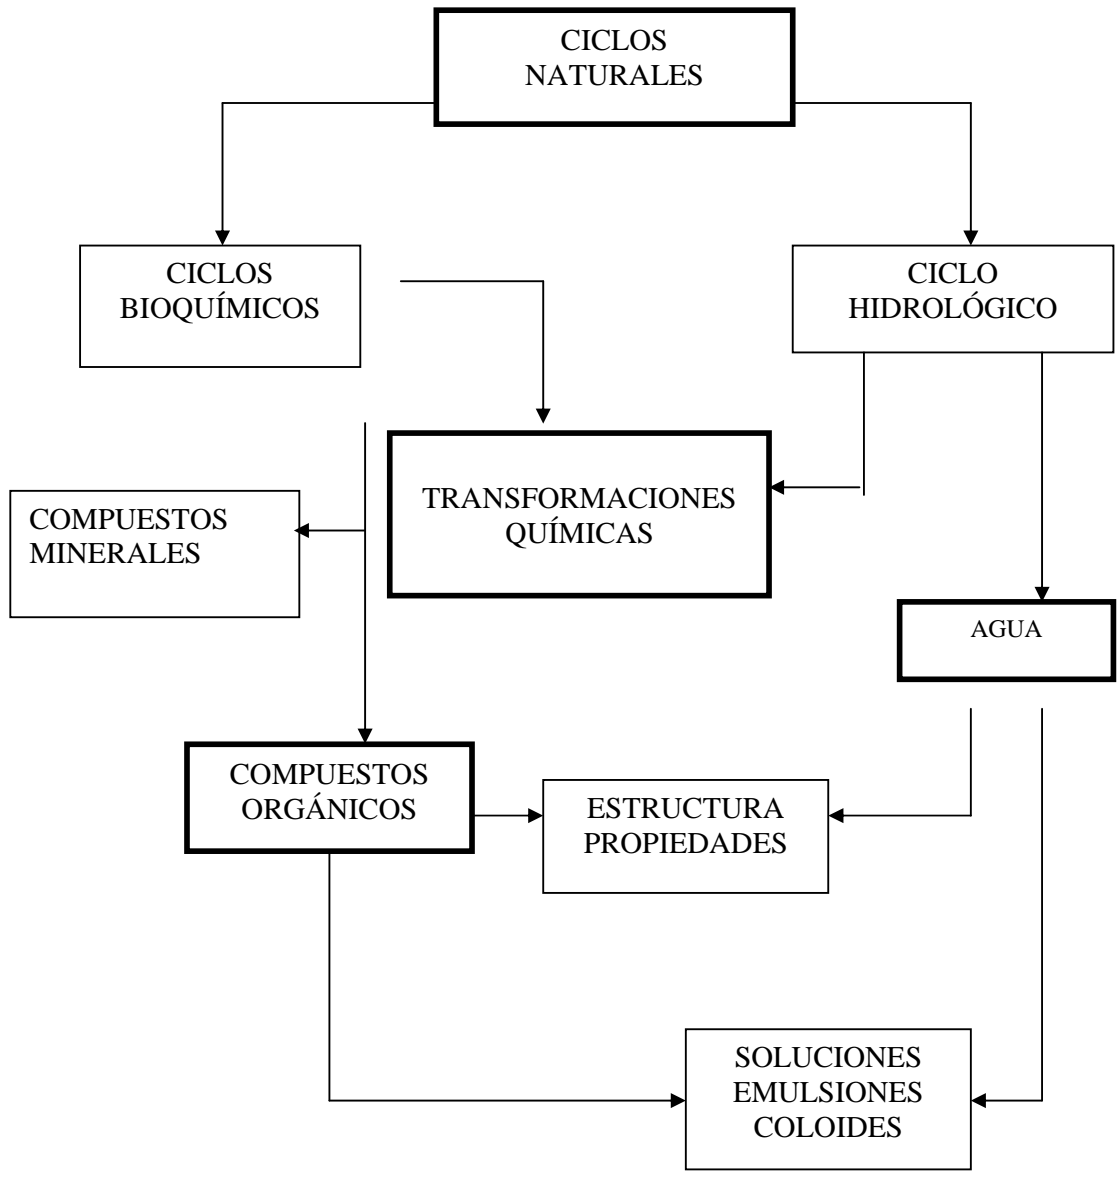 CICLOS
NATURALES
CICLOS
BIOQUÍMICOS
CICLO
HIDROLÓGICO
TRANSFORMACIONES
QUÍMICAS
COMPUESTOS
MINERALES
AGUA
COMPUESTOS
ORGÁNICOS
ESTRUCTURA
PROPIEDADES
SOLUCIONES
EMULSIONES
COLOIDES